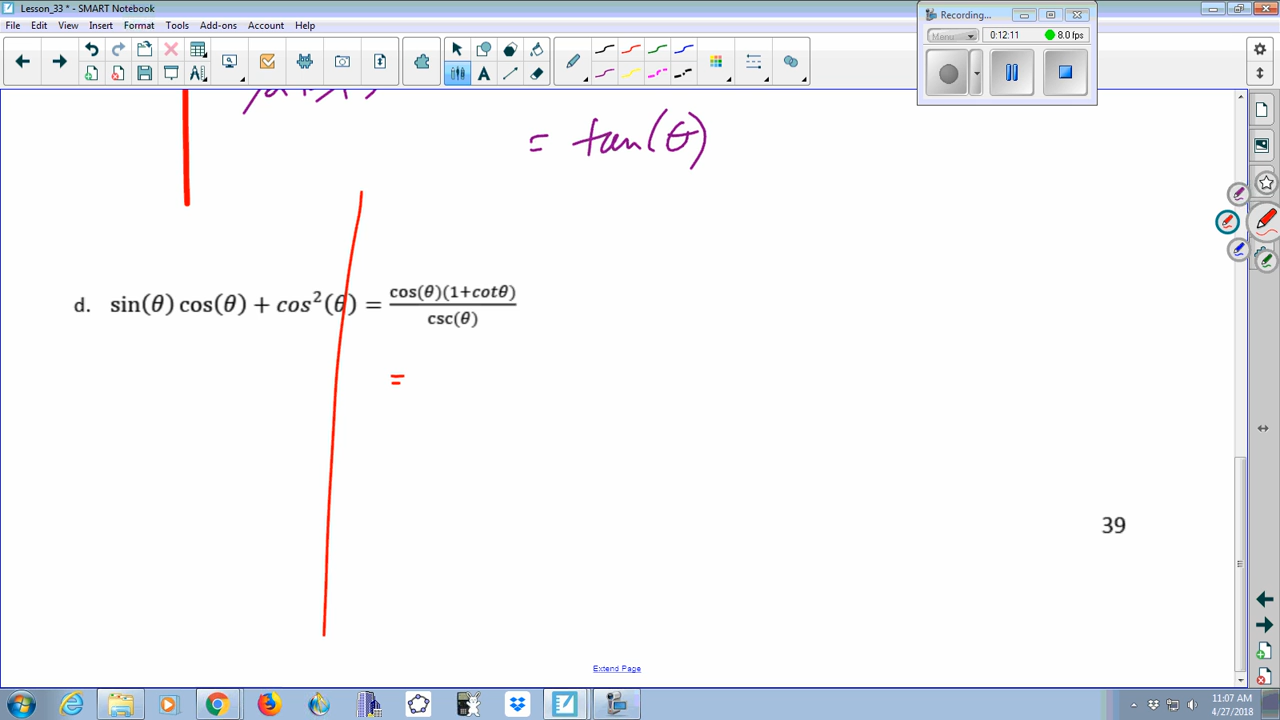 Lesson_33 * - SMART Notebook
File Edit View Insert Format Tools Add-ons Account Help
Recording...
Menu 0:12:11 8.0 fps
= tan(θ)
d. sin(θ) cos(θ) + cos²(θ) = cos(θ)(1+cotθ)
csc(θ)
=
39
Extend Page
11:07 AM
4/27/2018